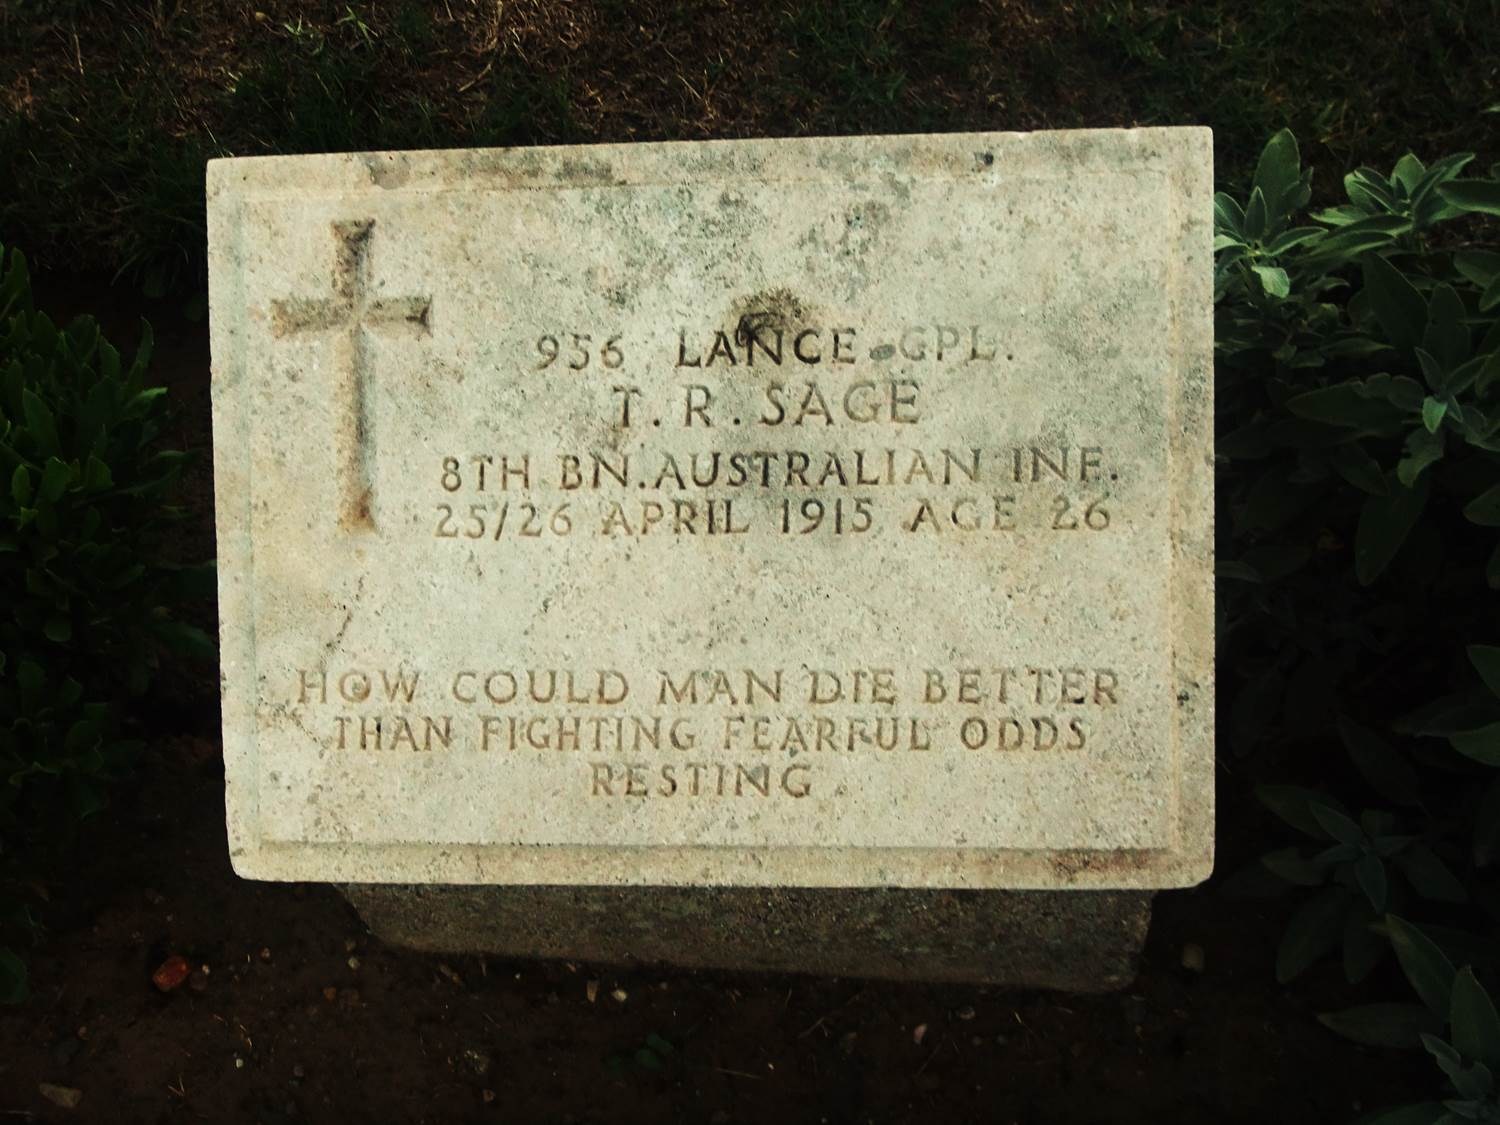 956 LANCE CPL.
T. R. SAGE
8TH BN. AUSTRALIAN INF.
25/26 APRIL 1915 AGE 26
HOW COULD MAN DIE BETTER
THAN FIGHTING FEARFUL ODDS
RESTING